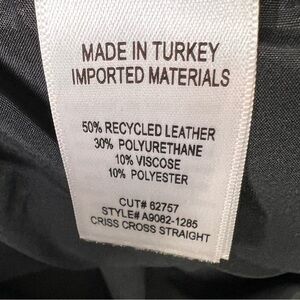 MADE IN TURKEY
IMPORTED MATERIALS
50% RECYCLED LEATHER
30% POLYURETHANE
10% VISCOSE
10% POLYESTER
CUT# 62757
STYLE# A9082-1285
CRISS CROSS STRAIGHT